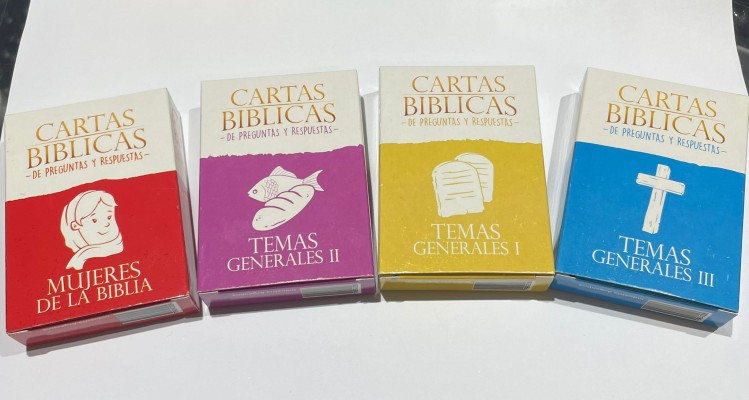 CARTAS
BIBLICAS
-DE PREGUNTAS Y RESPUESTAS-
MUJERES
DE LA BIBLIA
CARTAS
BIBLICAS
-DE PREGUNTAS Y RESPUESTAS-
TEMAS
GENERALES II
CARTAS
BIBLICAS
-DE PREGUNTAS Y RESPUESTAS-
TEMAS
GENERALES I
CARTAS
BIBLICAS
-DE PREGUNTAS Y RESPUESTAS-
TEMAS
GENERALES III